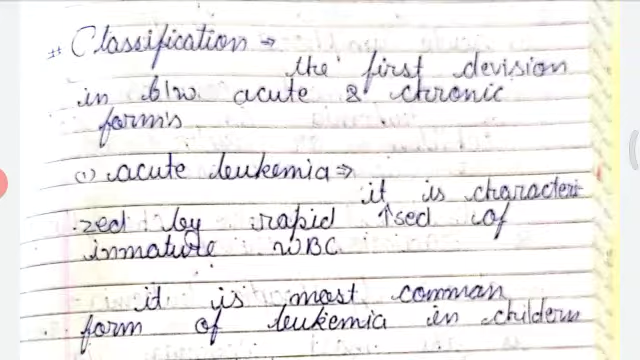 # Classification ⇒
the first devision
in b/w acute & chronic
forms
(1) acute leukemia ⇒
it is characteri
zed by rapid ↑sed of
immature WBC
it is most comman
form of leukemia in childern